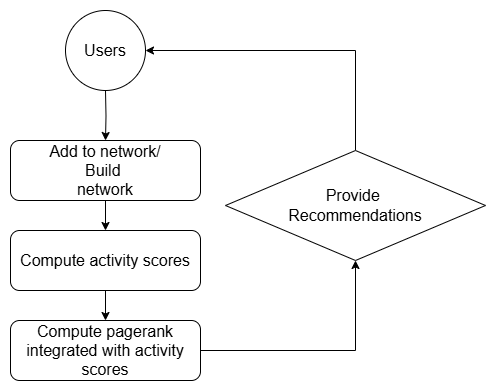 Users
Add to network/
Build
network
Compute activity scores
Compute pagerank
integrated with activity
scores
Provide
Recommendations